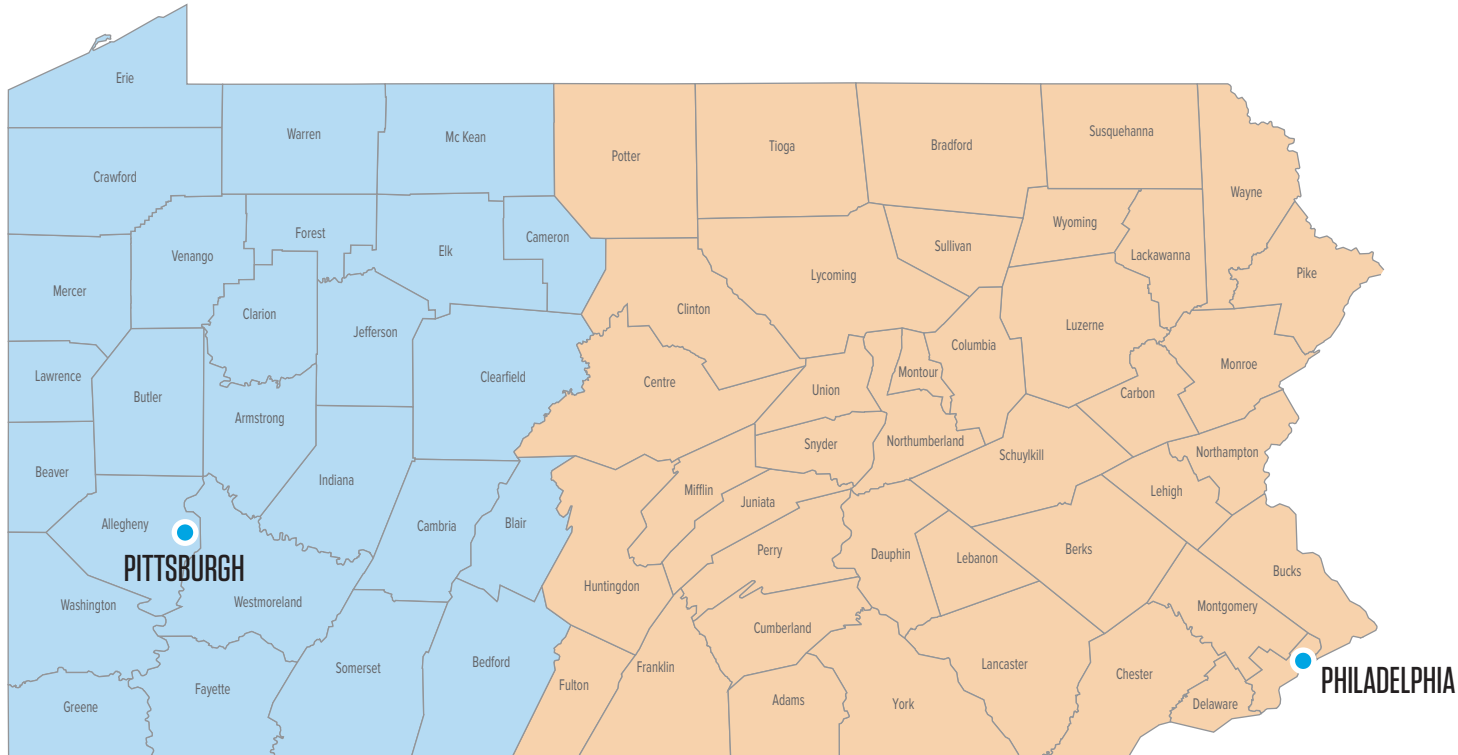 Erie
Warren
Mc Kean
Potter
Tioga
Bradford
Susquehanna
Wayne
Crawford
Venango
Forest
Elk
Cameron
Lycoming
Sullivan
Wyoming
Lackawanna
Pike
Mercer
Clarion
Jefferson
Clinton
Columbia
Luzerne
Monroe
Lawrence
Butler
Armstrong
Clearfield
Centre
Union
Montour
Carbon
Beaver
Indiana
Snyder
Northumberland
Schuylkill
Northampton
Allegheny
PITTSBURGH
Cambria
Blair
Mifflin
Juniata
Lehigh
Washington
Westmoreland
Huntingdon
Perry
Dauphin
Lebanon
Berks
Bucks
Montgomery
Cumberland
Greene
Fayette
Somerset
Bedford
Fulton
Franklin
Adams
York
Lancaster
Chester
Delaware
PHILADELPHIA